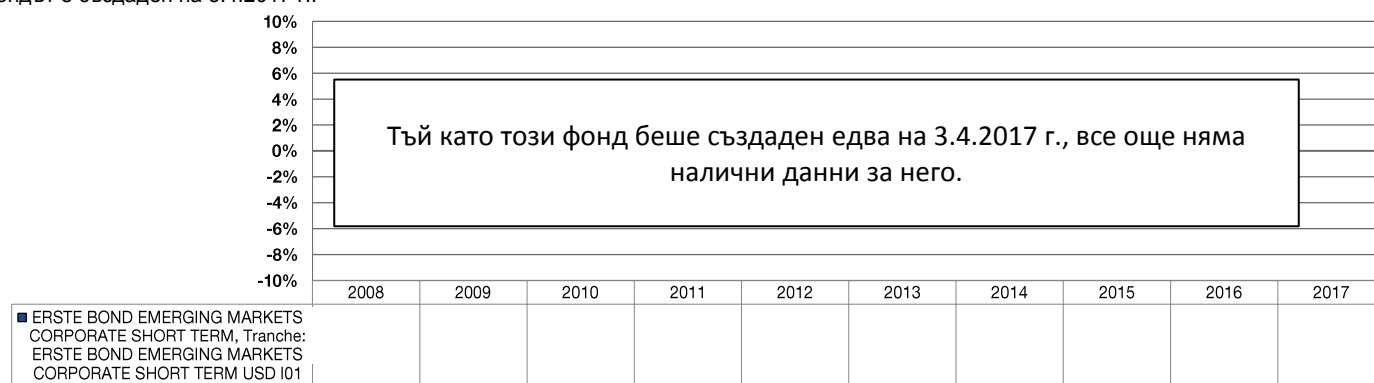 10%
8%
6%
4%
2%
0%
-2%
-4%
-6%
-8%
-10%
Тъй като този фонд беше създаден едва на 3.4.2017 г., все още няма
налични данни за него.
2008 2009 2010 2011 2012 2013 2014 2015 2016 2017
ERSTE BOND EMERGING MARKETS
CORPORATE SHORT TERM, Tranche:
ERSTE BOND EMERGING MARKETS
CORPORATE SHORT TERM USD I01